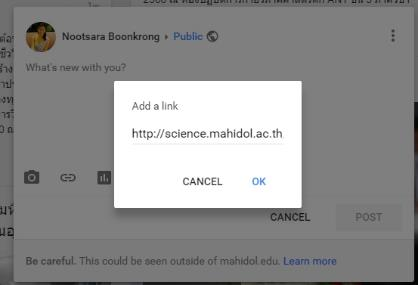 Nootsara Boonkrong ▸ Public
What's new with you?
Add a link
http://science.mahidol.ac.th
CANCEL OK
CANCEL POST
Be careful. This could be seen outside of mahidol.edu. Learn more